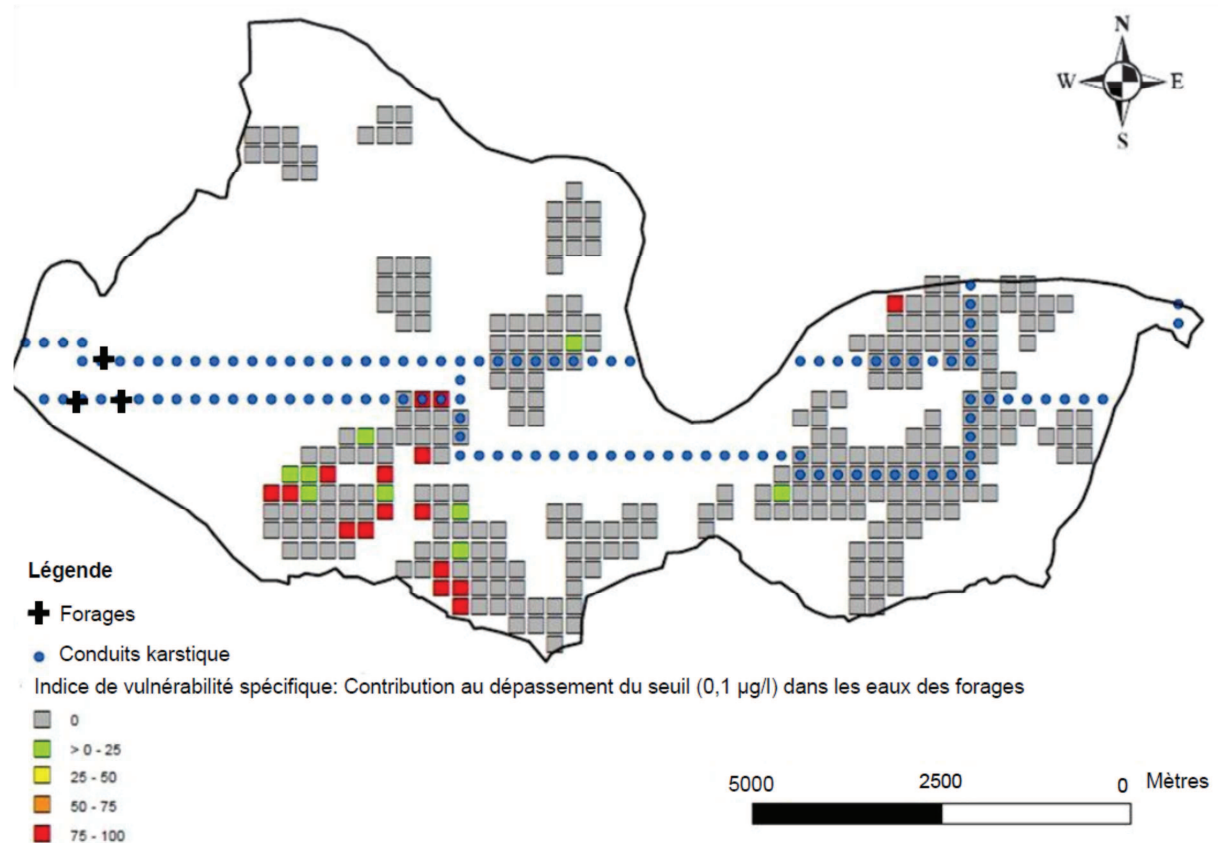 N
W E
S
Légende
Forages
Conduits karstique
Indice de vulnérabilité spécifique: Contribution au dépassement du seuil (0,1 µg/l) dans les eaux des forages
0
> 0 - 25
25 - 50
50 - 75
75 - 100
5000 2500 0 Mètres